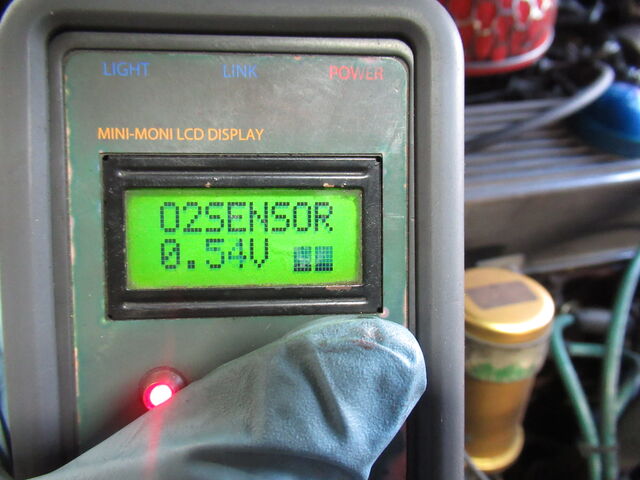 LIGHT LINK POWER
MINI-MONI LCD DISPLAY
O2SENSOR
0.54V